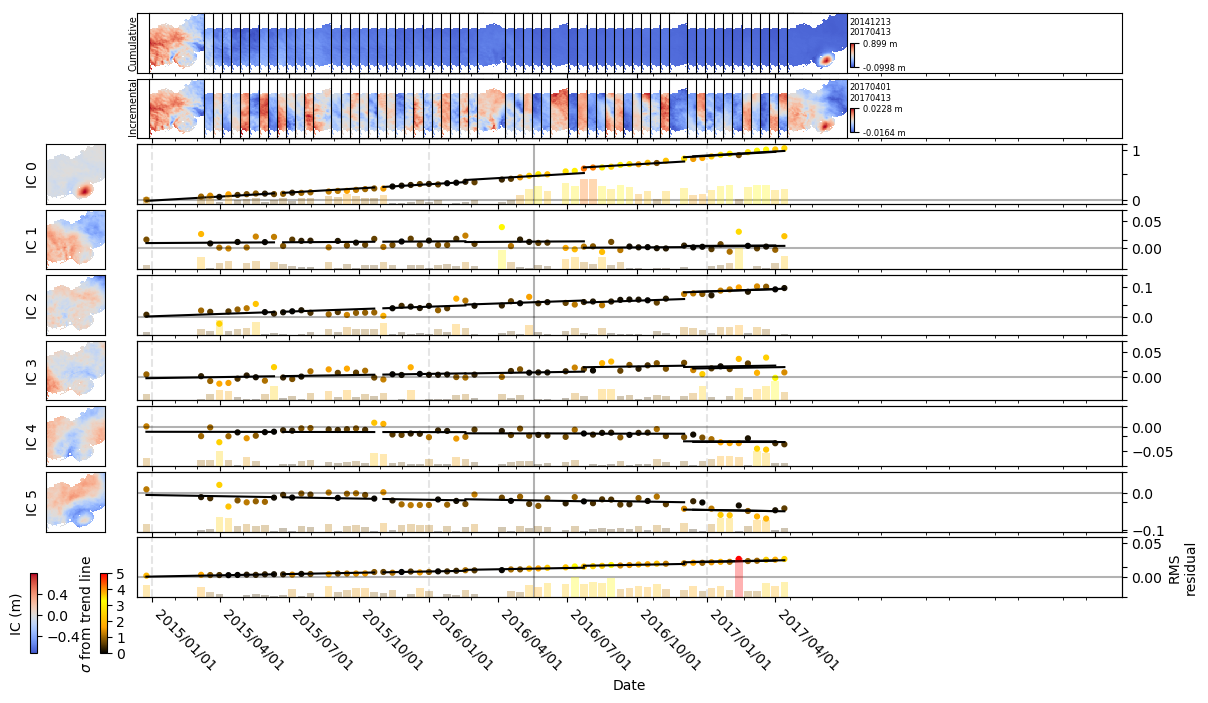 Cumulative
20141213
20170413
0.899 m
-0.0998 m
Incremental
20170401
20170413
0.0228 m
-0.0164 m
IC 0
1
0
IC 1
0.05
0.00
IC 2
0.1
0.0
IC 3
0.05
0.00
IC 4
0.00
−0.05
IC 5
0.0
−0.1
0.05
0.00
RMS
residual
IC (m)
0.4
0.0
−0.4
σ from trend line
5
4
3
2
1
0
2015/01/01
2015/04/01
2015/07/01
2015/10/01
2016/01/01
2016/04/01
2016/07/01
2016/10/01
2017/01/01
2017/04/01
Date